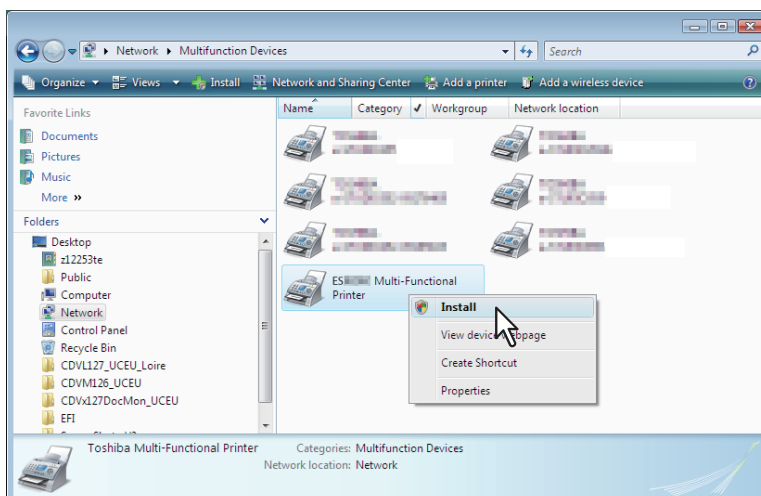 Network Multifunction Devices
Search
Organize Views Install Network and Sharing Center Add a printer Add a wireless device
Favorite Links
Documents
Pictures
Music
More »
Name Category Workgroup Network location
Folders
Desktop
z12253te
Public
Computer
Network
Control Panel
Recycle Bin
CDVL127_UCEU_Loire
CDVM126_UCEU
CDVx127DocMon_UCEU
EFI
ES Multi-Functional
Printer
Install
View device webpage
Create Shortcut
Properties
Toshiba Multi-Functional Printer Categories: Multifunction Devices
Network location: Network